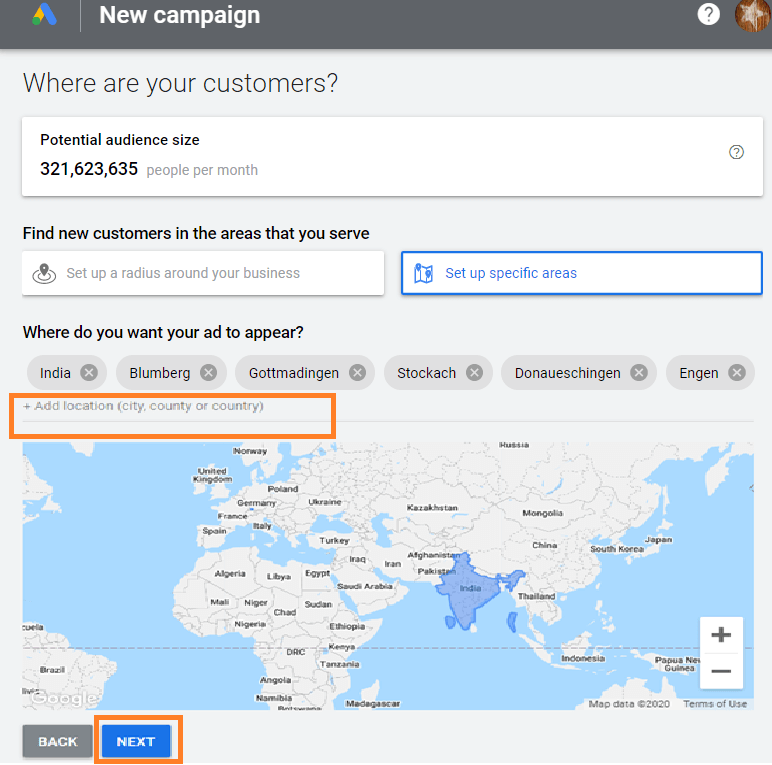 New campaign
Where are your customers?
Potential audience size
321,623,635 people per month
Find new customers in the areas that you serve
Set up a radius around your business
Set up specific areas
Where do you want your ad to appear?
India Blumberg Gottmadingen Stockach Donaueschingen Engen
+ Add location (city, county or country)
Russia
Norway
United
Kingdom
Poland
Germany Ukraine
France
Kazakhstan
Mongolia
Italy
Spain
Turkey
China
Japan
South Korea
Iraq
Iran
Afghanistan
Pakistan
Algeria Libya Egypt
Saudi Arabia
India
Mali Niger
Chad
Sudan
Thailand
Nigeria
Ethiopia
cuela
DRC
Kenya
Tanzania
Indonesia
Papua New
Guinea
Brazil
Angola
Namibia
Botswana
Madagascar
livia
Google
Map data ©2020 Terms of Use
BACK
NEXT